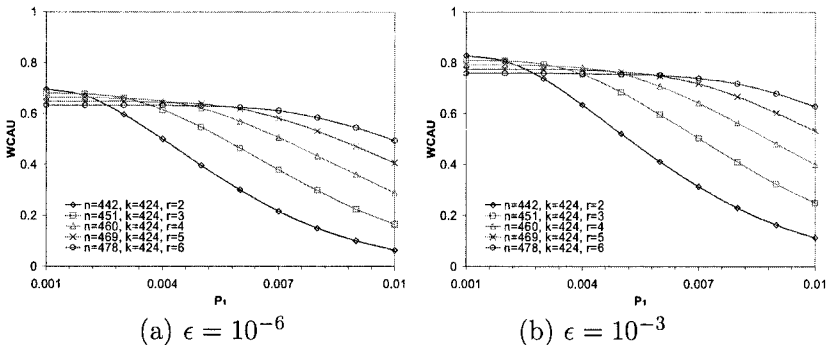 1
0.8
0.6
0.4
0.2
0
WCAU
n=442, k=424, r=2
n=451, k=424, r=3
n=460, k=424, r=4
n=469, k=424, r=5
n=478, k=424, r=6
0.001
0.004
0.007
0.01
P₁
(a) ϵ = 10⁻⁶
1
0.8
0.6
0.4
0.2
0
WCAU
n=442, k=424, r=2
n=451, k=424, r=3
n=460, k=424, r=4
n=469, k=424, r=5
n=478, k=424, r=6
0.001
0.004
0.007
0.01
P₁
(b) ϵ = 10⁻³